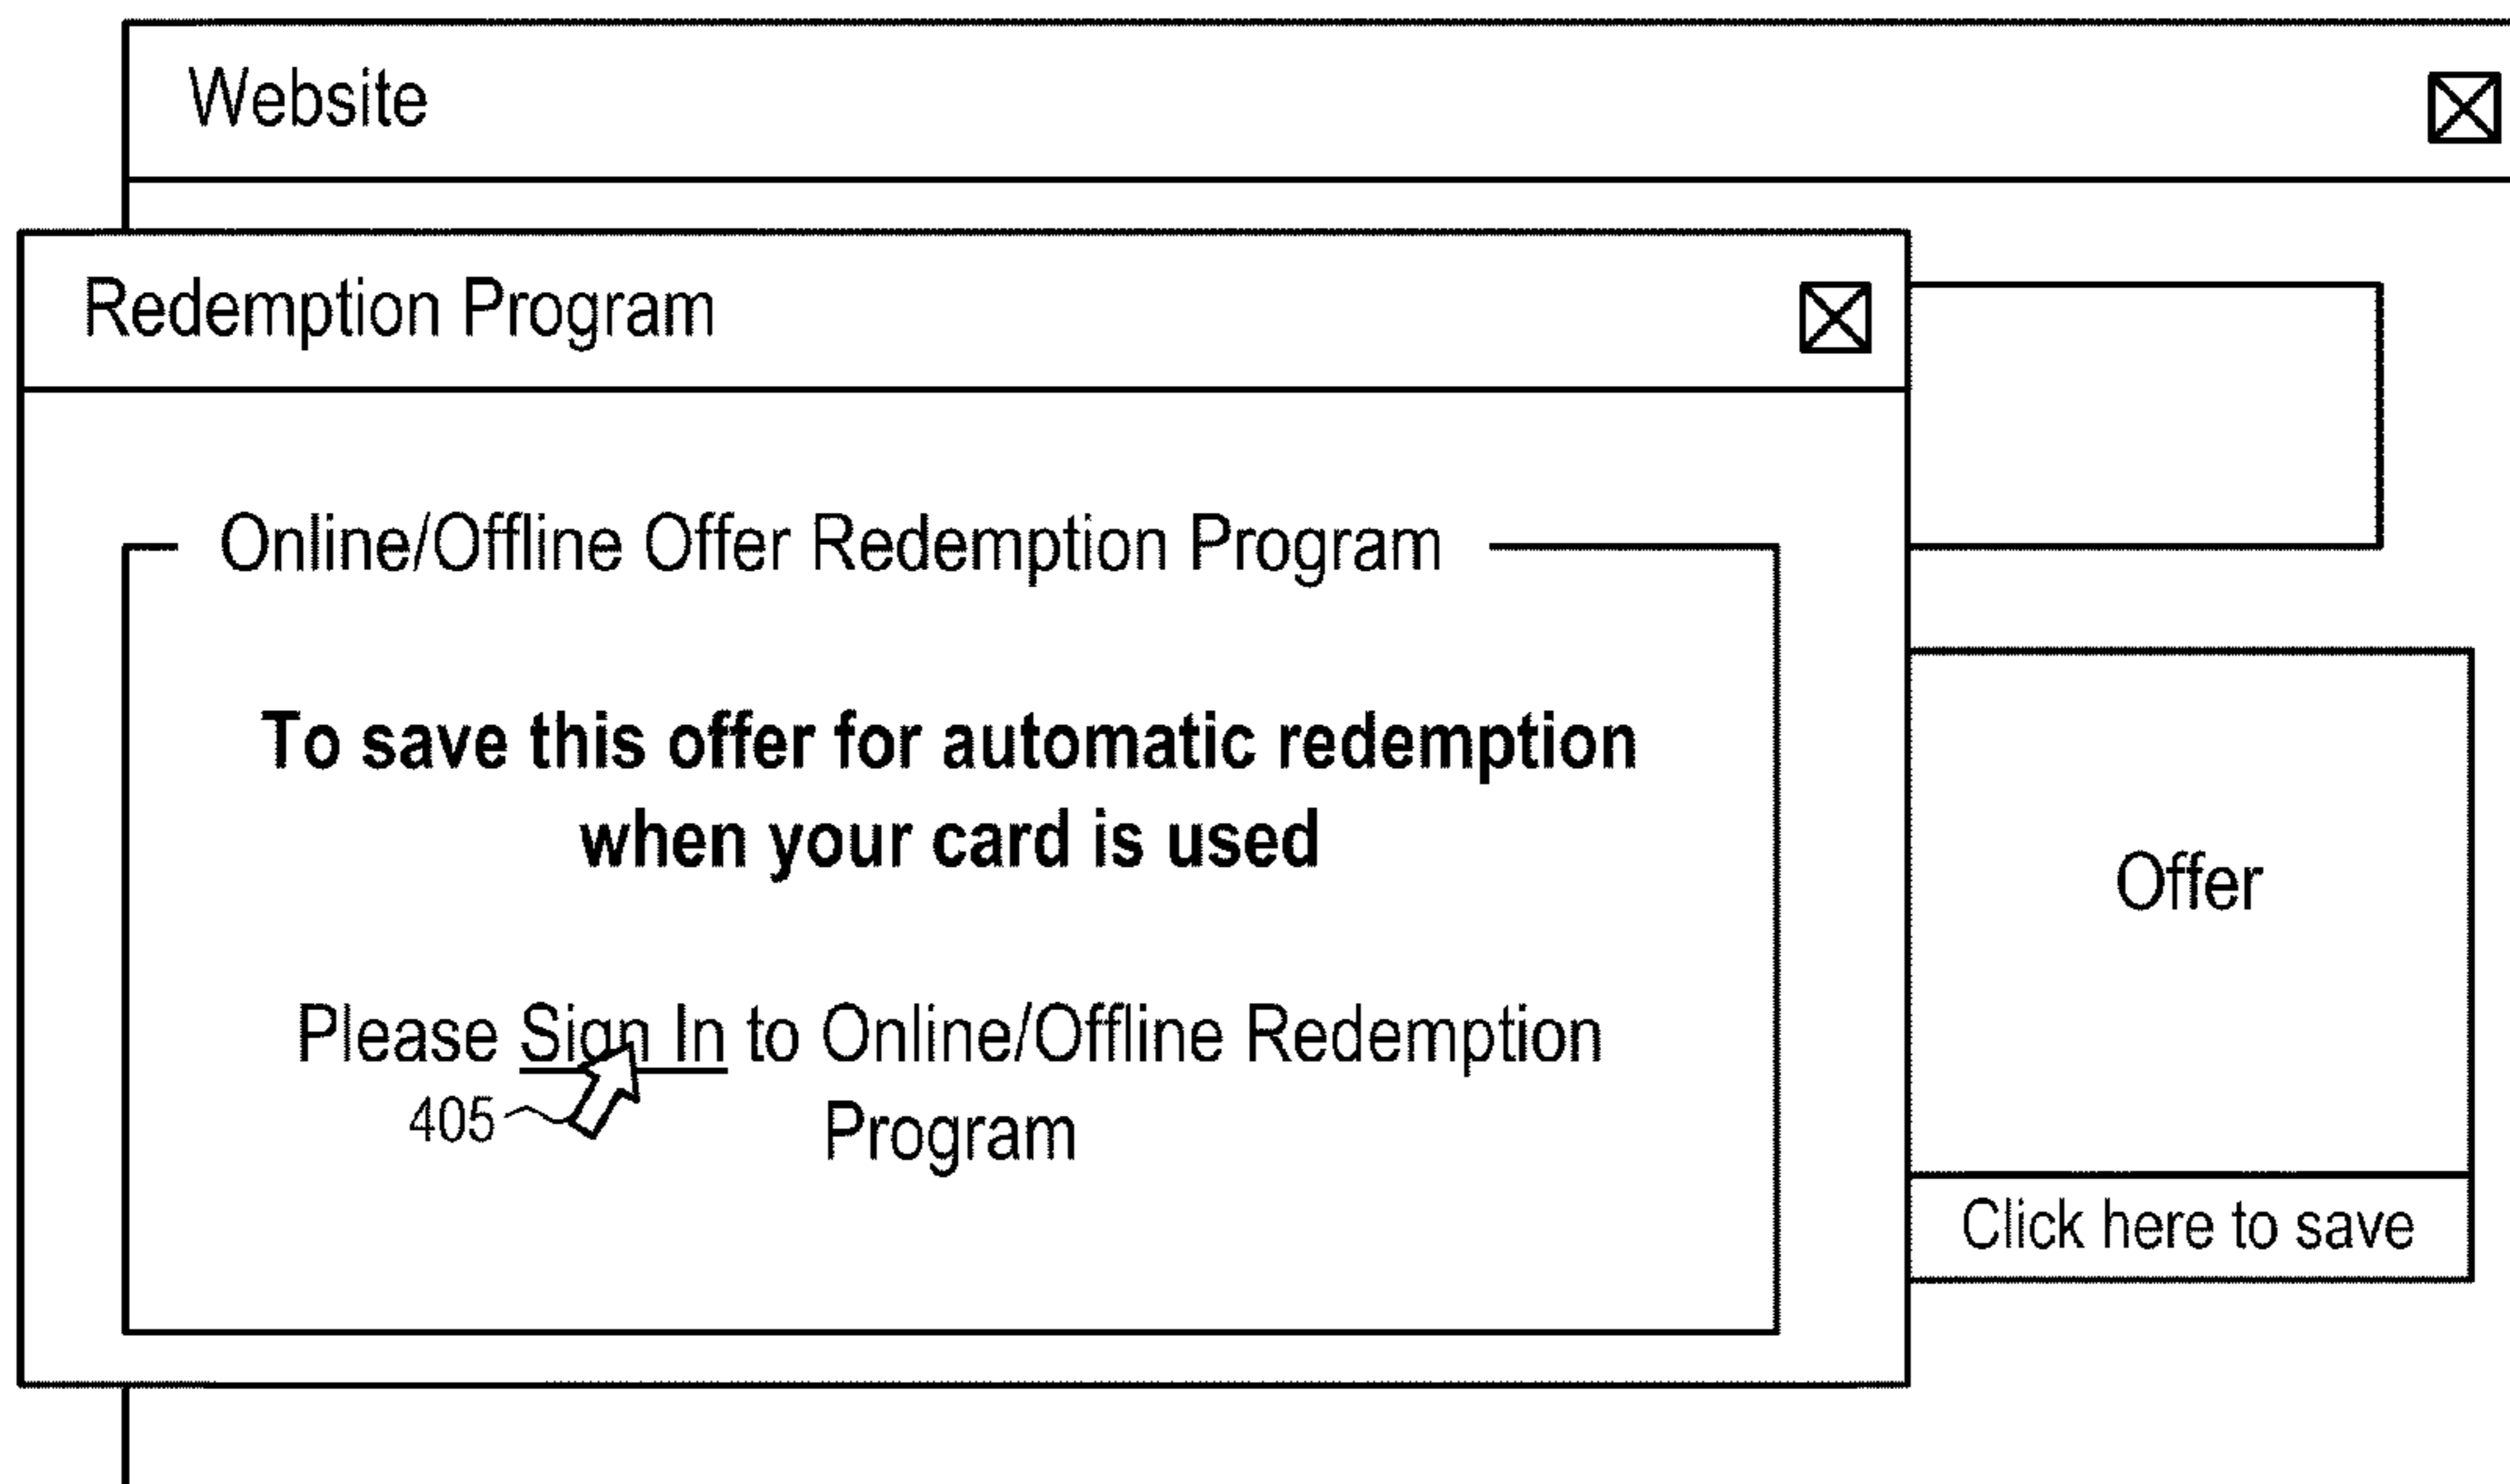 Website
Redemption Program
Online/Offline Offer Redemption Program
To save this offer for automatic redemption
when your card is used
Please Sign In to Online/Offline Redemption
405
Program
Offer
Click here to save